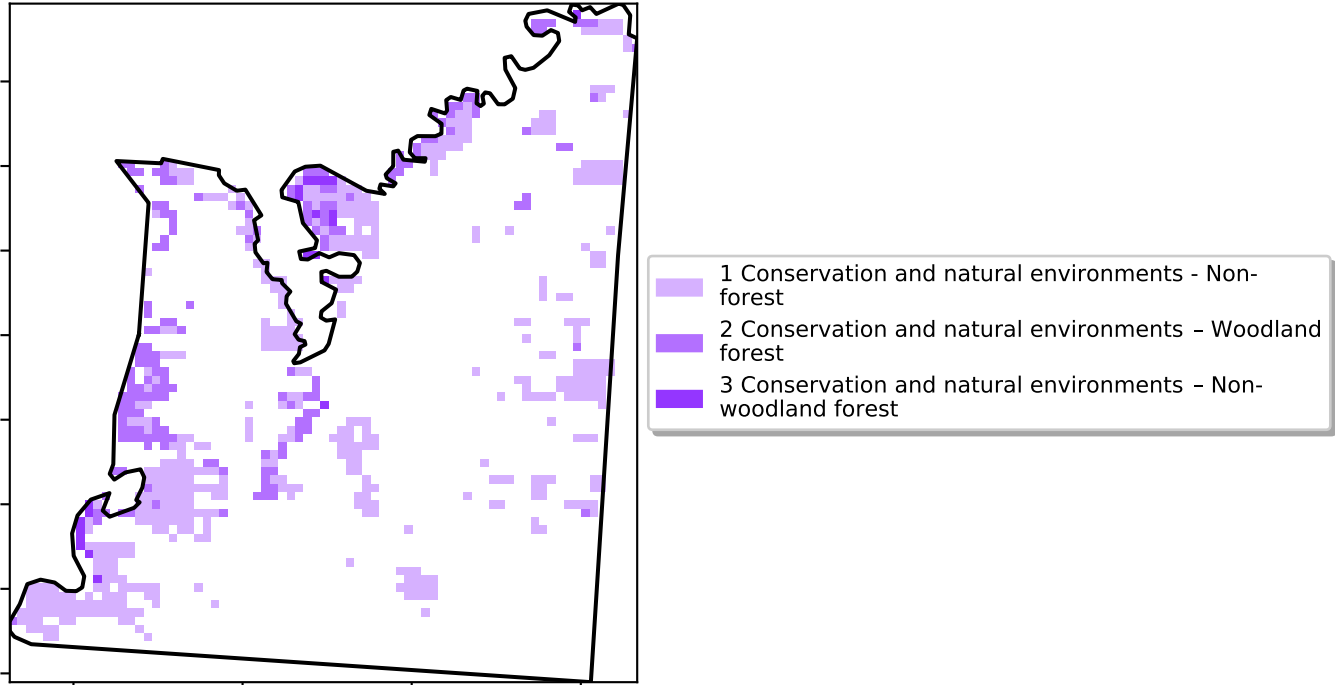 1 Conservation and natural environments - Non-
forest
2 Conservation and natural environments – Woodland
forest
3 Conservation and natural environments – Non-
woodland forest